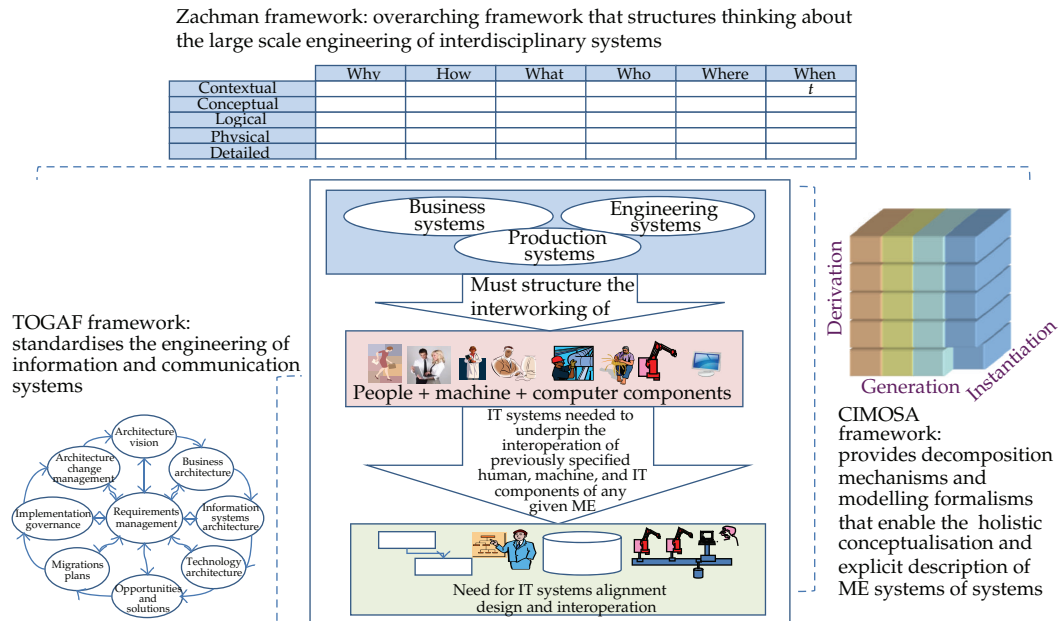 Zachman framework: overarching framework that structures thinking about
the large scale engineering of interdisciplinary systems
Why How What Who Where When
Contextual t
Conceptual
Logical
Physical
Detailed
Business
systems
Engineering
systems
Production
systems
Must structure the
interworking of
People + machine + computer components
IT systems needed to
underpin the
interoperation of
previously specified
human, machine, and IT
components of any
given ME
Need for IT systems alignment
design and interoperation
TOGAF framework:
standardises the engineering of
information and communication
systems
Architecture
vision
Business
architecture
Information
systems
architecture
Technology
architecture
Opportunities
and
solutions
Migrations
plans
Implementation
governance
Architecture
change
management
Requirements
management
Derivation
Generation
Instantiation
CIMOSA
framework:
provides decomposition
mechanisms and
modelling formalisms
that enable the holistic
conceptualisation and
explicit description of
ME systems of systems